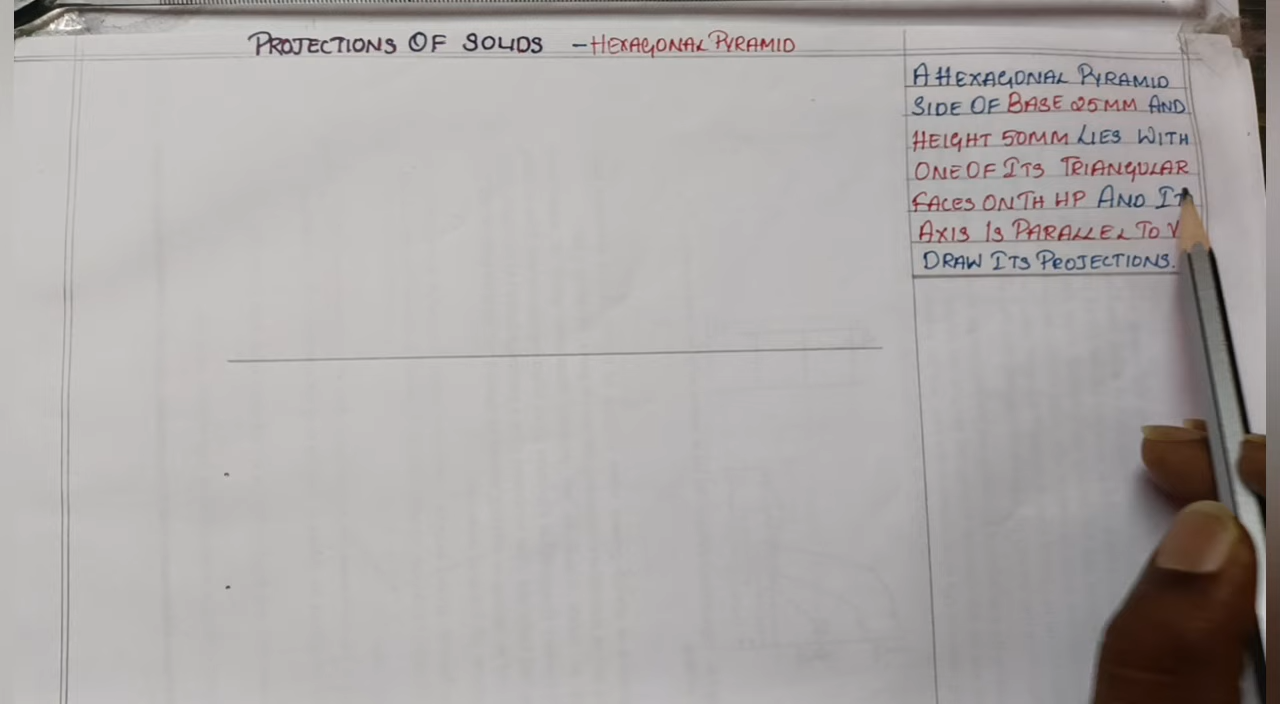 PROJECTIONS OF SOLIDS - HEXAGONAL PYRAMID
A HEXAGONAL PYRAMID
SIDE OF BASE 25MM AND
HEIGHT 50MM LIES WITH
ONE OF ITS TRIANGULAR
FACES ON TH HP AND
AXIS IS PARALLEL TO
DRAW ITS PROJECTIONS.